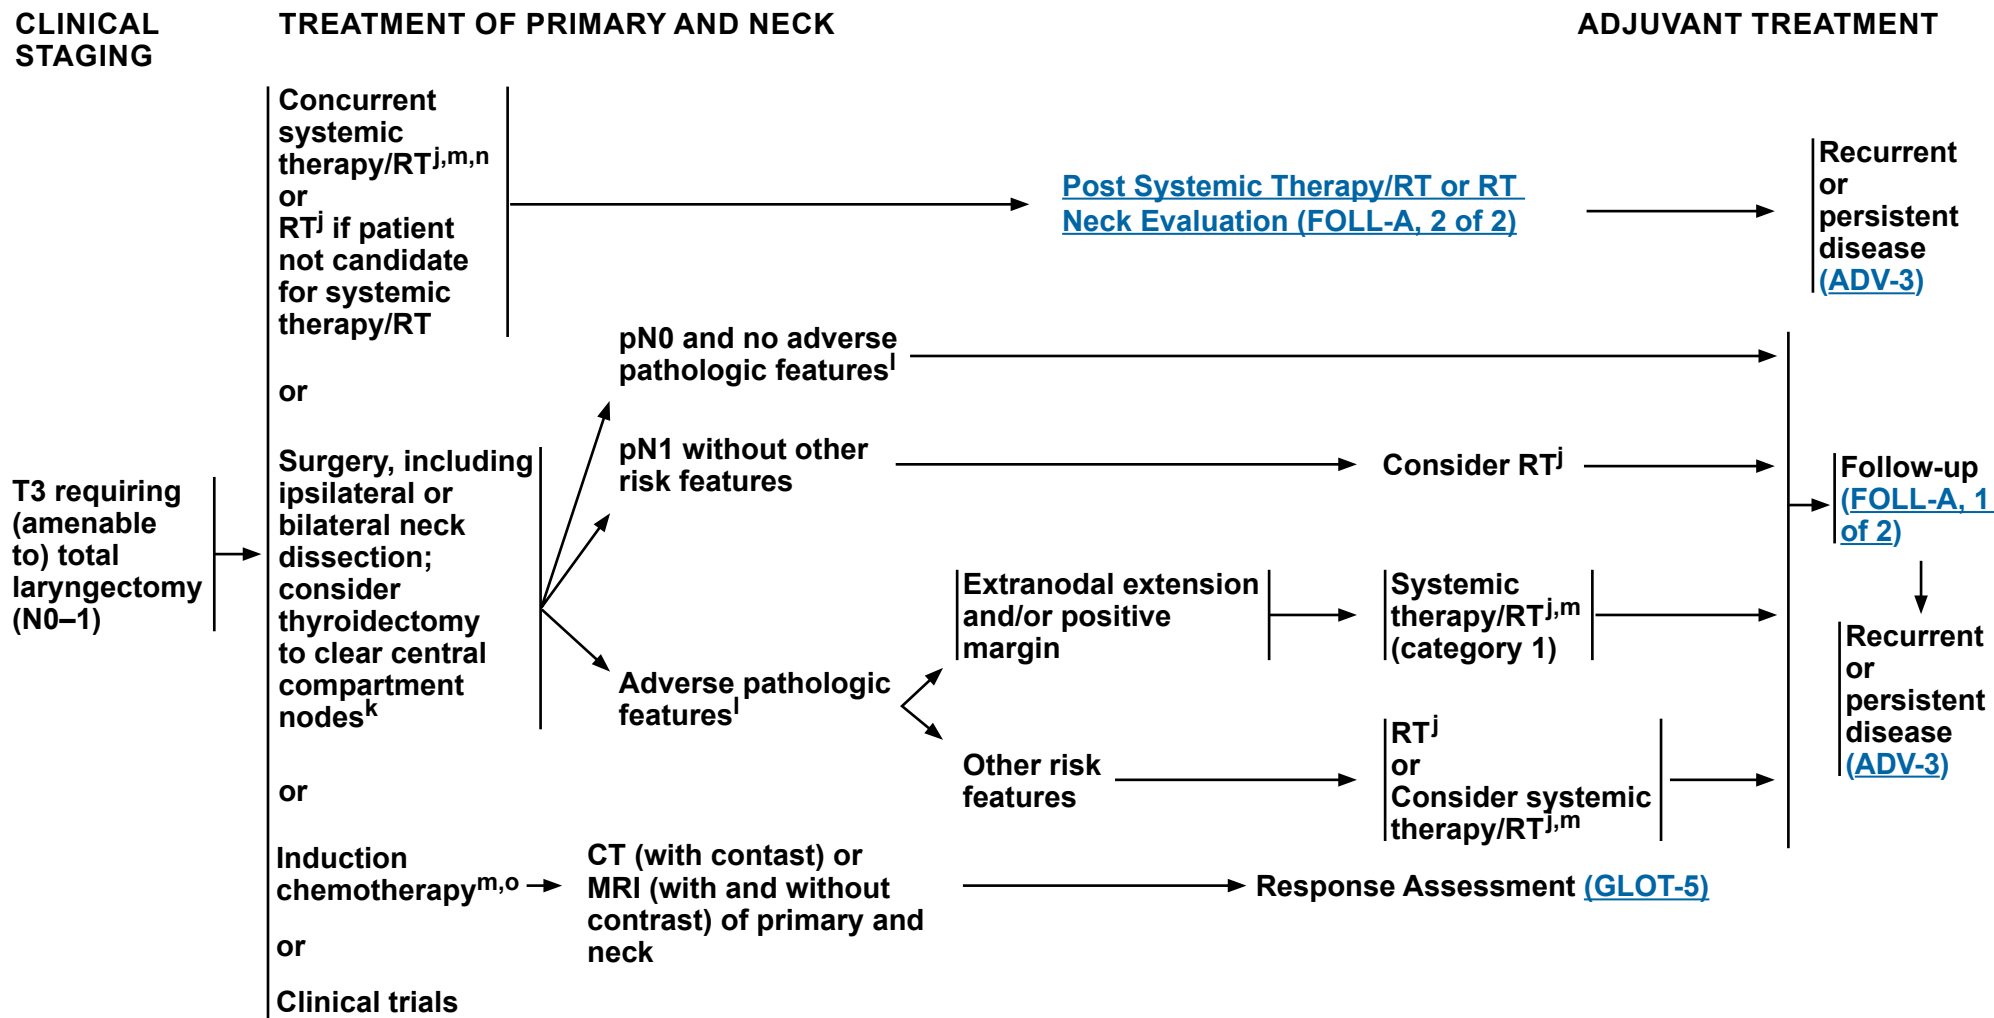 CLINICAL
STAGING
TREATMENT OF PRIMARY AND NECK
ADJUVANT TREATMENT
T3 requiring
(amenable
to) total
laryngectomy
(N0–1)
Concurrent
systemic
therapy/RTj,m,n
or
RTj if patient
not candidate
for systemic
therapy/RT
Post Systemic Therapy/RT or RT
Neck Evaluation (FOLL-A, 2 of 2)
Recurrent
or
persistent
disease
(ADV-3)
or
Surgery, including
ipsilateral or
bilateral neck
dissection;
consider
thyroidectomy
to clear central
compartment
nodesk
pN0 and no adverse
pathologic featuresl
pN1 without other
risk features
Consider RTj
Adverse pathologic
featuresl
Extranodal extension
and/or positive
margin
Systemic
therapy/RTj,m
(category 1)
Other risk
features
RTj
or
Consider systemic
therapy/RTj,m
Follow-up
(FOLL-A, 1
of 2)
Recurrent
or
persistent
disease
(ADV-3)
or
Induction
chemotherapym,o
CT (with contast) or
MRI (with and without
contrast) of primary and
neck
Response Assessment (GLOT-5)
or
Clinical trials